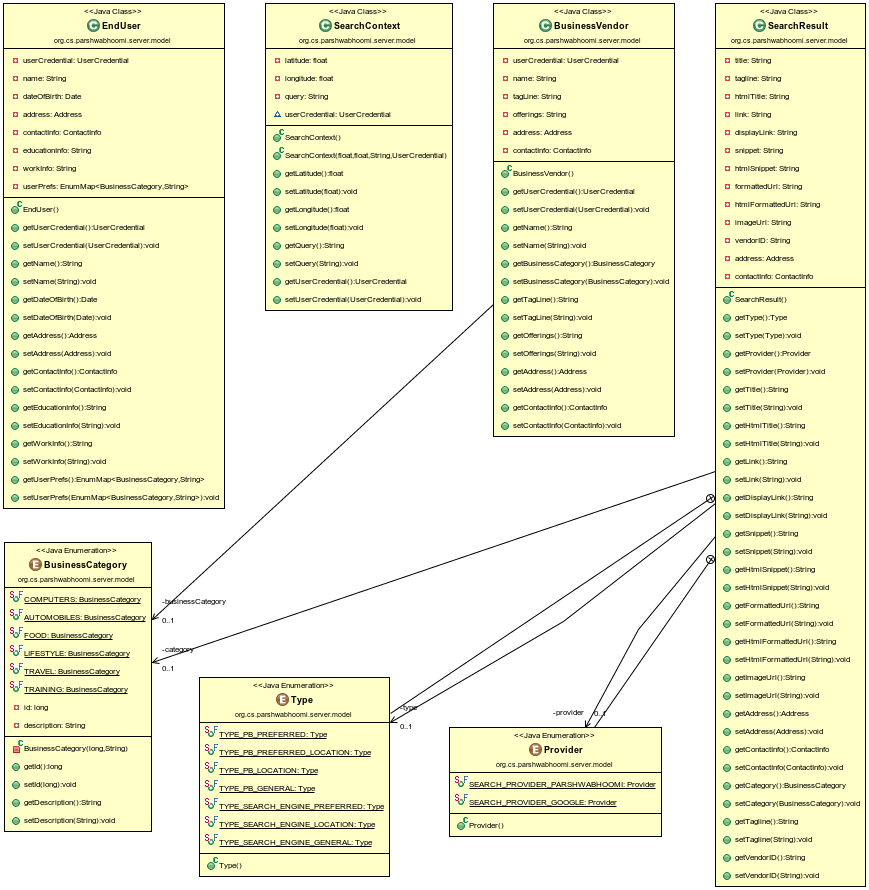 <<Java Class>>
EndUser
org.cs.parshwabhoomi.server.model
userCredential: UserCredential
name: String
dateOfBirth: Date
address: Address
contactInfo: ContactInfo
educationInfo: String
workInfo: String
userPrefs: EnumMap<BusinessCategory,String>
EndUser()
getUserCredential():UserCredential
setUserCredential(UserCredential):void
getName():String
setName(String):void
getDateOfBirth():Date
setDateOfBirth(Date):void
getAddress():Address
setAddress(Address):void
getContactInfo():ContactInfo
setContactInfo(ContactInfo):void
getEducationInfo():String
setEducationInfo(String):void
getWorkInfo():String
setWorkInfo(String):void
getUserPrefs():EnumMap<BusinessCategory,String>
setUserPrefs(EnumMap<BusinessCategory,String>):void
<<Java Class>>
SearchContext
org.cs.parshwabhoomi.server.model
latitude: float
longitude: float
query: String
userCredential: UserCredential
SearchContext()
SearchContext(float,float,String,UserCredential)
getLatitude():float
setLatitude(float):void
getLongitude():float
setLongitude(float):void
getQuery():String
setQuery(String):void
getUserCredential():UserCredential
setUserCredential(UserCredential):void
<<Java Class>>
BusinessVendor
org.cs.parshwabhoomi.server.model
userCredential: UserCredential
name: String
tagLine: String
offerings: String
address: Address
contactInfo: ContactInfo
BusinessVendor()
getUserCredential():UserCredential
setUserCredential(UserCredential):void
getName():String
setName(String):void
getBusinessCategory():BusinessCategory
setBusinessCategory(BusinessCategory):void
getTagLine():String
setTagLine(String):void
getOfferings():String
setOfferings(String):void
getAddress():Address
setAddress(Address):void
getContactInfo():ContactInfo
setContactInfo(ContactInfo):void
<<Java Class>>
SearchResult
org.cs.parshwabhoomi.server.model
title: String
tagline: String
htmlTitle: String
link: String
displayLink: String
snippet: String
htmlSnippet: String
formattedUrl: String
htmlFormattedUrl: String
imageUrl: String
vendorID: String
address: Address
contactInfo: ContactInfo
SearchResult()
getType():Type
setType(Type):void
getProvider():Provider
setProvider(Provider):void
getTitle():String
setTitle(String):void
getHtmlTitle():String
setHtmlTitle(String):void
getLink():String
setLink(String):void
getDisplayLink():String
setDisplayLink(String):void
getSnippet():String
setSnippet(String):void
getHtmlSnippet():String
setHtmlSnippet(String):void
getFormattedUrl():String
setFormattedUrl(String):void
getHtmlFormattedUrl():String
setHtmlFormattedUrl(String):void
getImageUrl():String
setImageUrl(String):void
getAddress():Address
setAddress(Address):void
getContactInfo():ContactInfo
setContactInfo(ContactInfo):void
getCategory():BusinessCategory
setCategory(BusinessCategory):void
getTagline():String
setTagline(String):void
getVendorID():String
setVendorID(String):void
<<Java Enumeration>>
BusinessCategory
org.cs.parshwabhoomi.server.model
COMPUTERS: BusinessCategory
AUTOMOBILES: BusinessCategory
FOOD: BusinessCategory
LIFESTYLE: BusinessCategory
TRAVEL: BusinessCategory
TRAINING: BusinessCategory
id: long
description: String
BusinessCategory(long,String)
getId():long
setId(long):void
getDescription():String
setDescription(String):void
-businessCategory
0..1
-category
0..1
<<Java Enumeration>>
Type
org.cs.parshwabhoomi.server.model
TYPE_PB_PREFERRED: Type
TYPE_PB_PREFERRED_LOCATION: Type
TYPE_PB_LOCATION: Type
TYPE_PB_GENERAL: Type
TYPE_SEARCH_ENGINE_PREFERRED: Type
TYPE_SEARCH_ENGINE_LOCATION: Type
TYPE_SEARCH_ENGINE_GENERAL: Type
Type()
-type
0..1
-provider
0..1
<<Java Enumeration>>
Provider
org.cs.parshwabhoomi.server.model
SEARCH_PROVIDER_PARSHWABHOOMI: Provider
SEARCH_PROVIDER_GOOGLE: Provider
Provider()